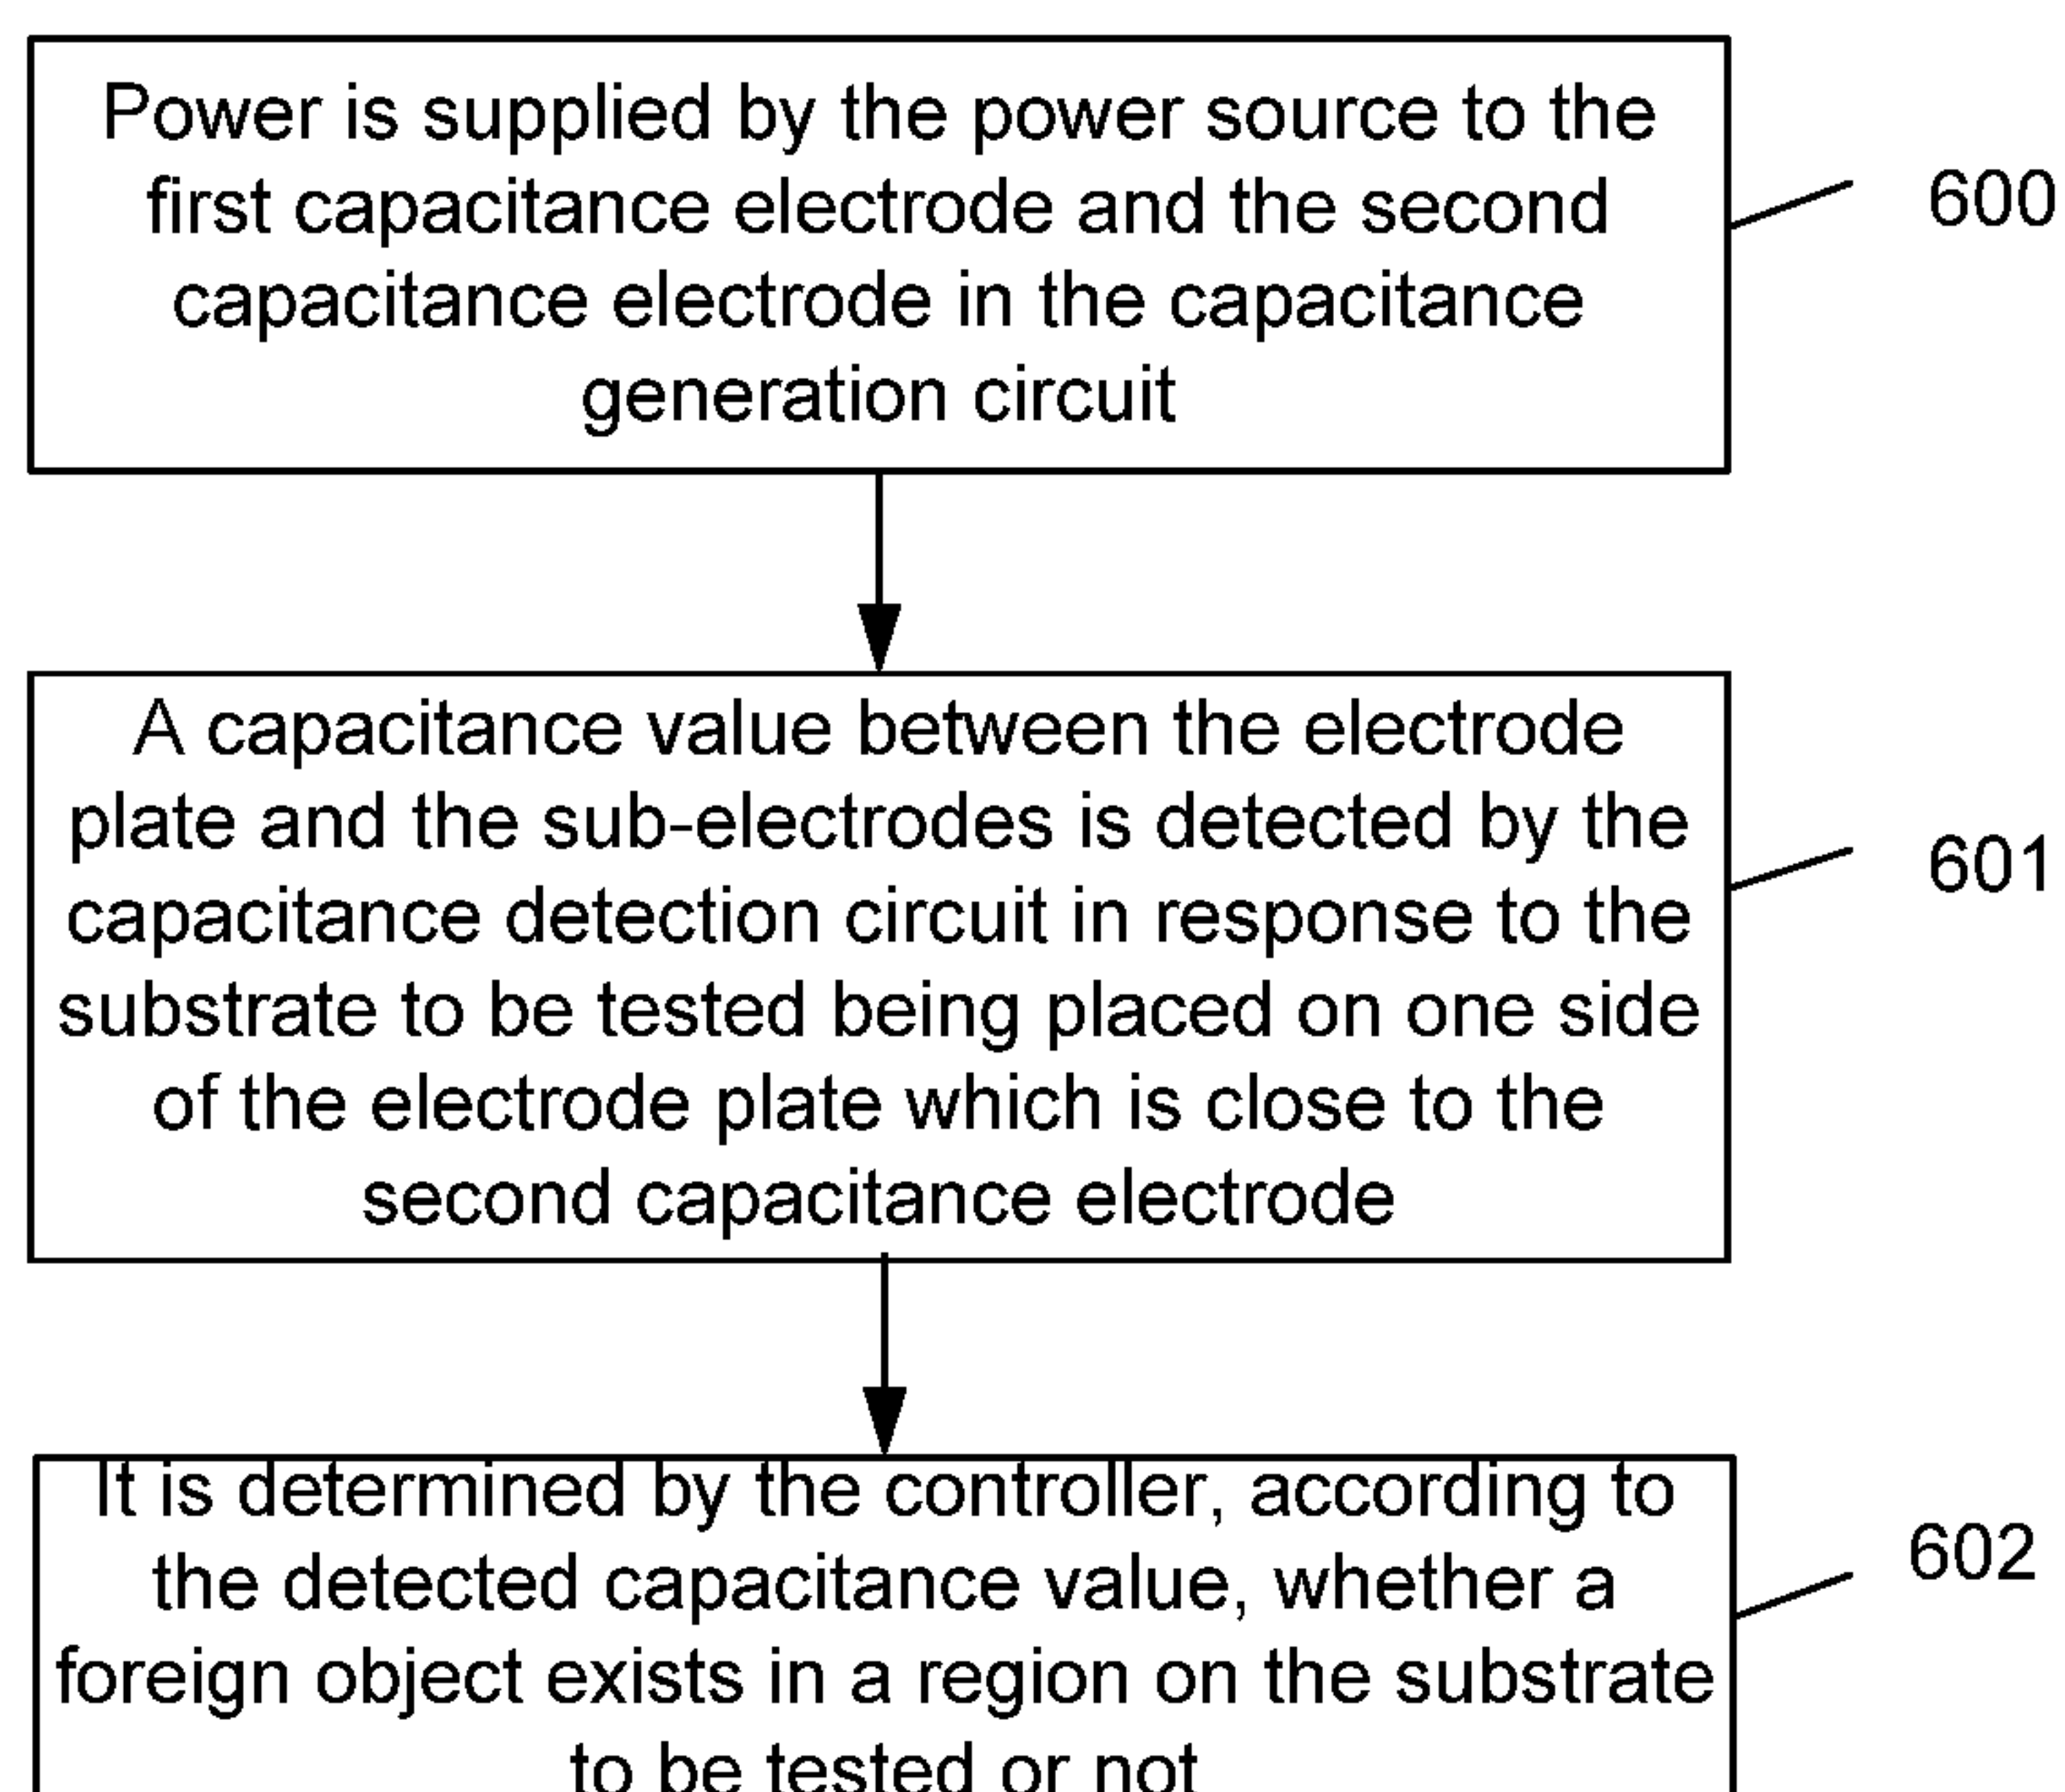 Power is supplied by the power source to the
first capacitance electrode and the second
capacitance electrode in the capacitance
generation circuit
600
A capacitance value between the electrode
plate and the sub-electrodes is detected by the
capacitance detection circuit in response to the
substrate to be tested being placed on one side
of the electrode plate which is close to the
second capacitance electrode
601
It is determined by the controller, according to
the detected capacitance value, whether a
foreign object exists in a region on the substrate
to be tested or not
602